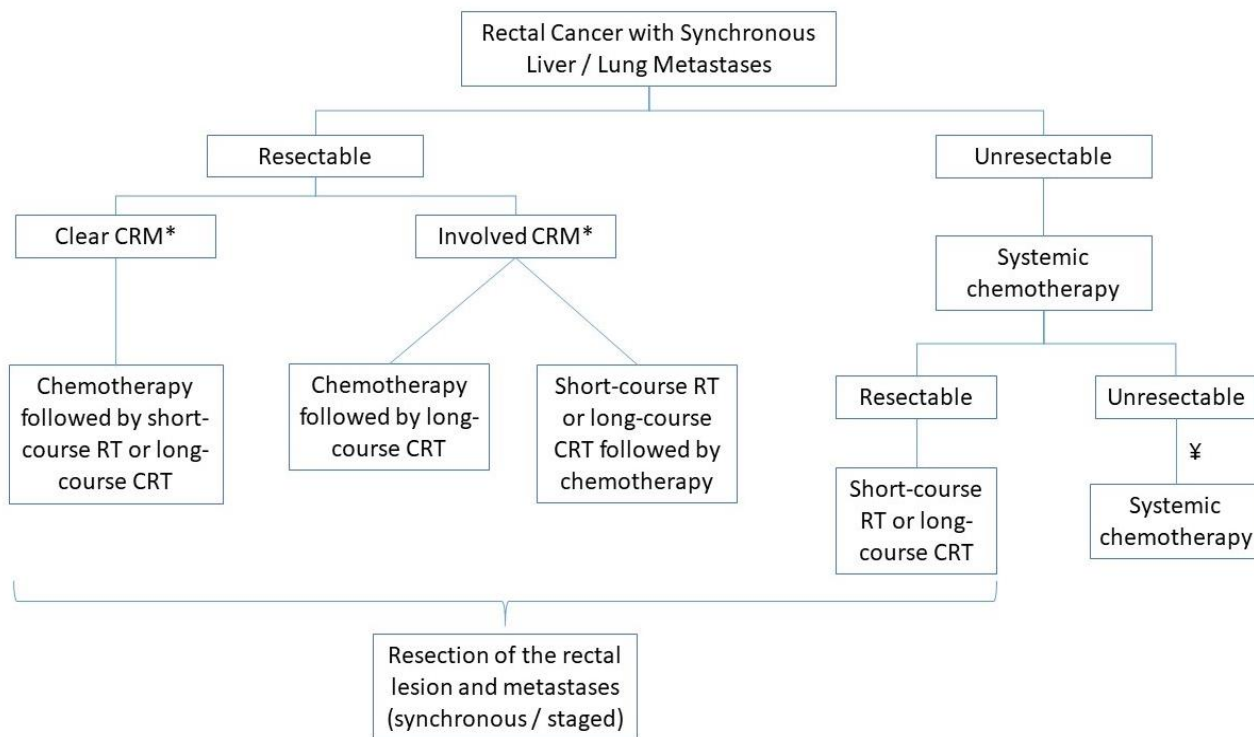 Rectal Cancer with Synchronous
Liver / Lung Metastases
Resectable
Unresectable
Clear CRM*
Involved CRM*
Systemic
chemotherapy
Chemotherapy
followed by short-
course RT or long-
course CRT
Chemotherapy
followed by long-
course CRT
Short-course RT
or long-course
CRT followed by
chemotherapy
Resectable
Unresectable
¥
Short-course
RT or long-
course CRT
Systemic
chemotherapy
Resection of the rectal
lesion and metastases
(synchronous / staged)